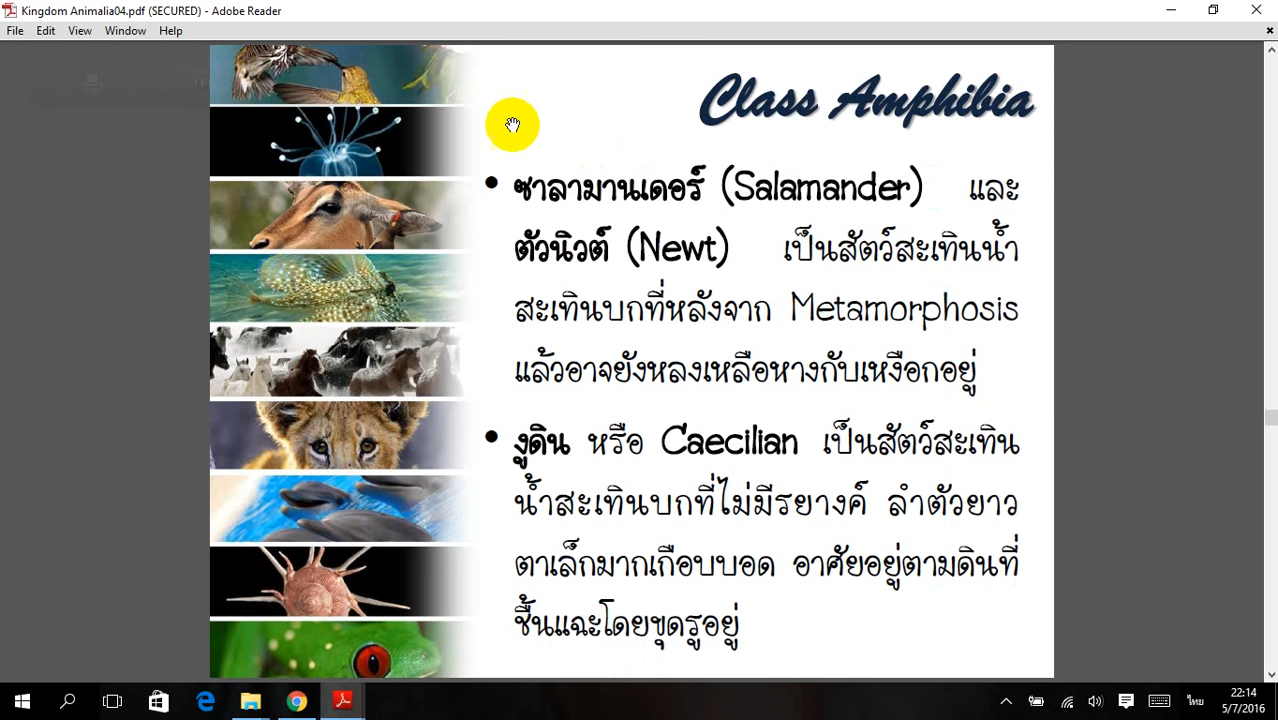 Kingdom Animalia04.pdf (SECURED) - Adobe Reader
File Edit View Window Help
Class Amphibia
• ซาลามานเดอร์ (Salamander) และ
ตัวนิวต์ (Newt) เป็นสัตว์สะเทินน้ำ
สะเทินบกที่หลังจาก Metamorphosis
แล้วอาจยังหลงเหลือหางกับเหงือกอยู่
• งูดิน หรือ Caecilian เป็นสัตว์สะเทิน
น้ำสะเทินบกที่ไม่มีรยางค์ ลำตัวยาว
ตาเล็กมากเกือบบอด อาศัยอยู่ตามดินที่
ชื้นแฉะโดยขุดรูอยู่
ไทย
22:14
5/7/2016